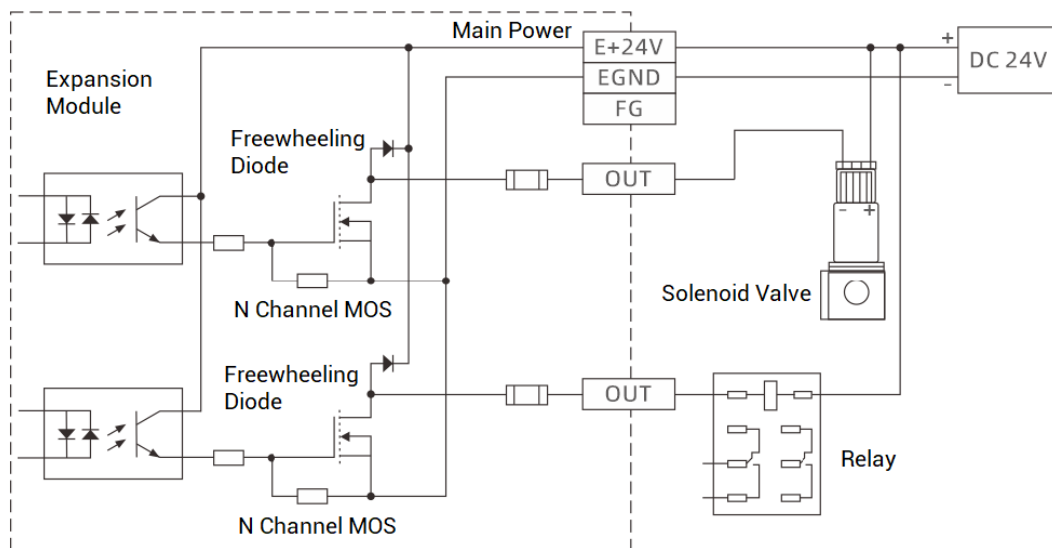 Main Power
E+24V
+
DC 24V
-
EGND
FG
Expansion
Module
Freewheeling
Diode
OUT
- +
N Channel MOS
Solenoid Valve
Freewheeling
Diode
OUT
Relay
N Channel MOS